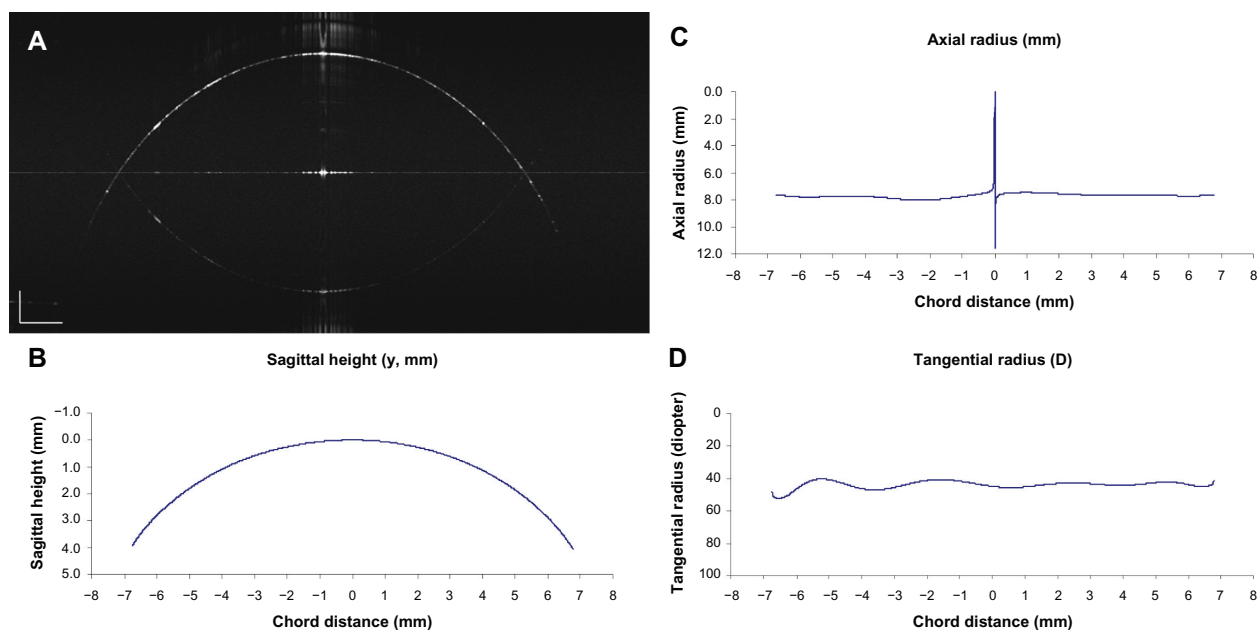 A
B
Sagittal height (y, mm)
Sagittal height (mm)
−1.0
0.0
1.0
2.0
3.0
4.0
5.0
−8 −7 −6 −5 −4 −3 −2 −1 0 1 2 3 4 5 6 7 8
Chord distance (mm)
C
Axial radius (mm)
Axial radius (mm)
0.0
2.0
4.0
6.0
8.0
10.0
12.0
−8 −7 −6 −5 −4 −3 −2 −1 0 1 2 3 4 5 6 7 8
Chord distance (mm)
D
Tangential radius (D)
Tangential radius (diopter)
0
20
40
60
80
100
−8 −7 −6 −5 −4 −3 −2 −1 0 1 2 3 4 5 6 7 8
Chord distance (mm)